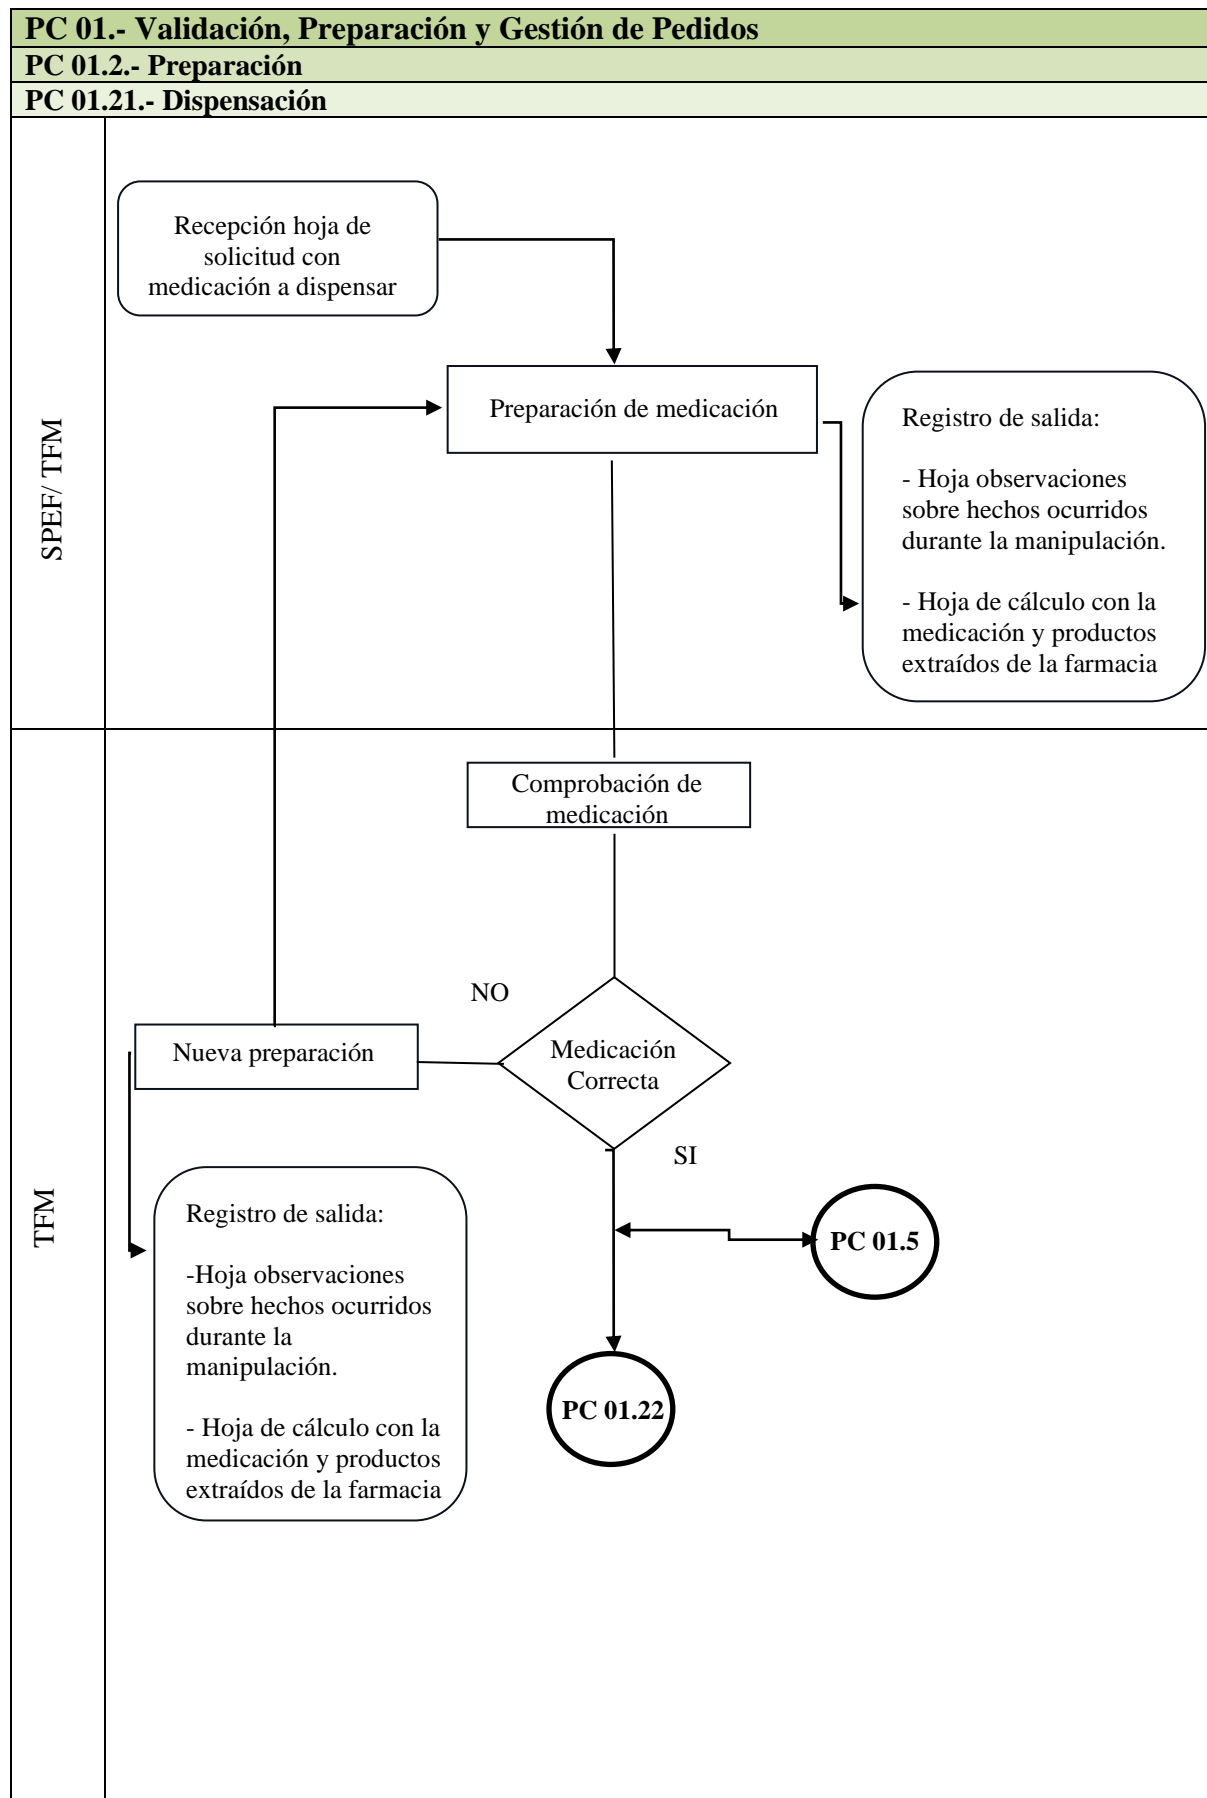 PC 01.- Validación, Preparación y Gestión de Pedidos
PC 01.2.- Preparación
PC 01.21.- Dispensación
SPEF/ TFM
Recepción hoja de
solicitud con
medicación a dispensar
Preparación de medicación
Registro de salida:
- Hoja observaciones
sobre hechos ocurridos
durante la manipulación.
- Hoja de cálculo con la
medicación y productos
extraídos de la farmacia
TFM
Comprobación de
medicación
NO
Nueva preparación
Medicación
Correcta
SI
Registro de salida:
-Hoja observaciones
sobre hechos ocurridos
durante la
manipulación.
- Hoja de cálculo con la
medicación y productos
extraídos de la farmacia
PC 01.5
PC 01.22